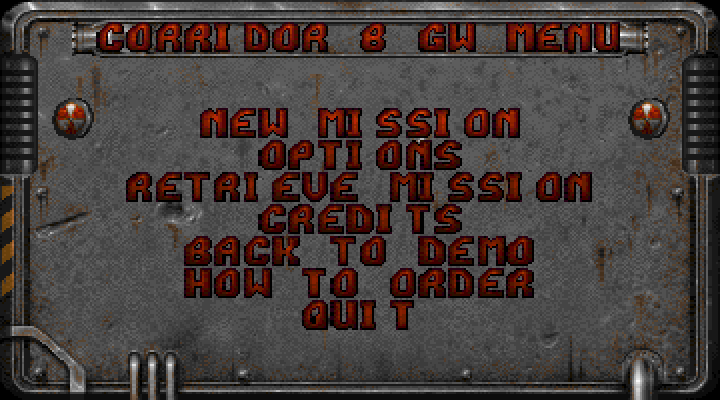 CORRIDOR 8 GW MENU
NEW MISSION
OPTIONS
RETRIEVE MISSION
CREDITS
BACK TO DEMO
HOW TO ORDER
QUIT